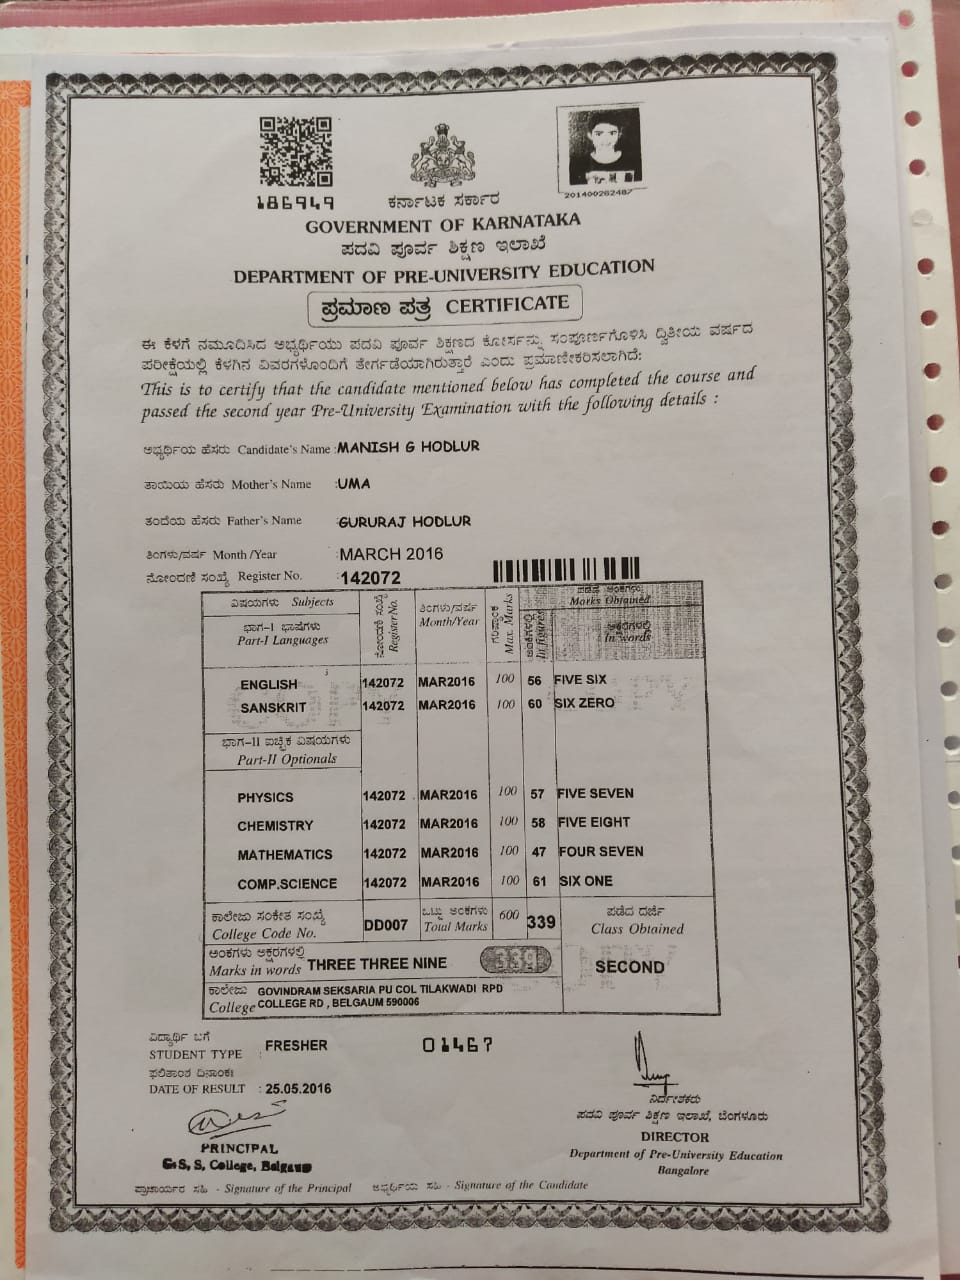 186949
201400262487
ಕರ್ನಾಟಕ ಸರ್ಕಾರ
GOVERNMENT OF KARNATAKA
ಪದವಿ ಪೂರ್ವ ಶಿಕ್ಷಣ ಇಲಾಖೆ
DEPARTMENT OF PRE-UNIVERSITY EDUCATION
ಪ್ರಮಾಣ ಪತ್ರ CERTIFICATE
ಈ ಕೆಳಗೆ ನಮೂದಿಸಿದ ಅಭ್ಯರ್ಥಿಯು ಪದವಿ ಪೂರ್ವ ಶಿಕ್ಷಣದ ಕೋರ್ಸನ್ನು ಸಂಪೂರ್ಣಗೊಳಿಸಿ ದ್ವಿತೀಯ ವರ್ಷದ
ಪರೀಕ್ಷೆಯಲ್ಲಿ ಕೆಳಗಿನ ವಿವರಗಳೊಂದಿಗೆ ತೇರ್ಗಡೆಯಾಗಿರುತ್ತಾರೆ ಎಂದು ಪ್ರಮಾಣೀಕರಿಸಲಾಗಿದೆ:
This is to certify that the candidate mentioned below has completed the course and
passed the second year Pre-University Examination with the following details :
ಅಭ್ಯರ್ಥಿಯ ಹೆಸರು Candidate's Name :MANISH G HODLUR
ತಾಯಿಯ ಹೆಸರು Mother's Name :UMA
ತಂದೆಯ ಹೆಸರು Father's Name :GURURAJ HODLUR
ತಿಂಗಳು/ವರ್ಷ Month /Year :MARCH 2016
ನೋಂದಣಿ ಸಂಖ್ಯೆ Register No. :142072
ವಿಷಯಗಳು Subjects
ಭಾಗ-I ಭಾಷೆಗಳು
Part-I Languages
ನೋಂದಣಿ ಸಂಖ್ಯೆ
Register No.
ತಿಂಗಳು/ವರ್ಷ
Month/Year
ಗರಿಷ್ಠಾಂಕ
Max. Marks
ಪಡೆದ ಅಂಕಗಳು
Marks Obtained
ಅಂಕಿಗಳಲ್ಲಿ
In figures
ಅಕ್ಷರಗಳಲ್ಲಿ
In words
ENGLISH 142072 MAR2016 100 56 FIVE SIX
SANSKRIT 142072 MAR2016 100 60 SIX ZERO
ಭಾಗ-II ಐಚ್ಛಿಕ ವಿಷಯಗಳು
Part-II Optionals
PHYSICS 142072 MAR2016 100 57 FIVE SEVEN
CHEMISTRY 142072 MAR2016 100 58 FIVE EIGHT
MATHEMATICS 142072 MAR2016 100 47 FOUR SEVEN
COMP.SCIENCE 142072 MAR2016 100 61 SIX ONE
ಕಾಲೇಜು ಸಂಕೇತ ಸಂಖ್ಯೆ
College Code No. DD007
ಒಟ್ಟು ಅಂಕಗಳು
Total Marks 600 339
ಪಡೆದ ದರ್ಜೆ
Class Obtained
SECOND
ಅಂಕಗಳು ಅಕ್ಷರಗಳಲ್ಲಿ
Marks in words THREE THREE NINE 339
ಕಾಲೇಜು GOVINDRAM SEKSARIA PU COL TILAKWADI RPD
College COLLEGE RD , BELGAUM 590006
ವಿದ್ಯಾರ್ಥಿ ಬಗೆ
STUDENT TYPE : FRESHER
01467
ಫಲಿತಾಂಶ ದಿನಾಂಕ
DATE OF RESULT : 25.05.2016
PRINCIPAL
G. S. S, College, Belgaum
ನಿರ್ದೇಶಕರು
ಪದವಿ ಪೂರ್ವ ಶಿಕ್ಷಣ ಇಲಾಖೆ, ಬೆಂಗಳೂರು
DIRECTOR
Department of Pre-University Education
Bangalore
ಪ್ರಾಚಾರ್ಯರ ಸಹಿ - Signature of the Principal
ಅಭ್ಯರ್ಥಿಯ ಸಹಿ - Signature of the Candidate